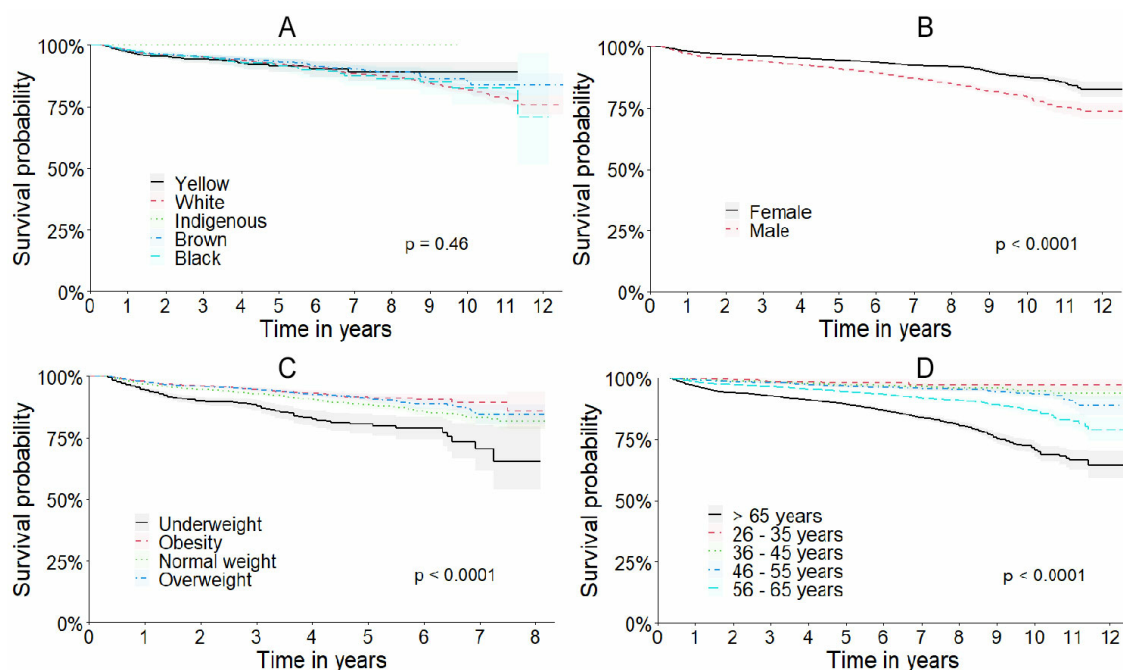 A
Survival probability
100%
75%
50%
25%
0%
Yellow
White
Indigenous
Brown
Black
p = 0.46
0 1 2 3 4 5 6 7 8 9 10 11 12
Time in years
B
Survival probability
100%
75%
50%
25%
0%
Female
Male
p < 0.0001
0 1 2 3 4 5 6 7 8 9 10 11 12
Time in years
C
Survival probability
100%
75%
50%
25%
0%
Underweight
Obesity
Normal weight
Overweight
p < 0.0001
0 1 2 3 4 5 6 7 8
Time in years
D
Survival probability
100%
75%
50%
25%
0%
> 65 years
26 - 35 years
36 - 45 years
46 - 55 years
56 - 65 years
p < 0.0001
0 1 2 3 4 5 6 7 8 9 10 11 12
Time in years